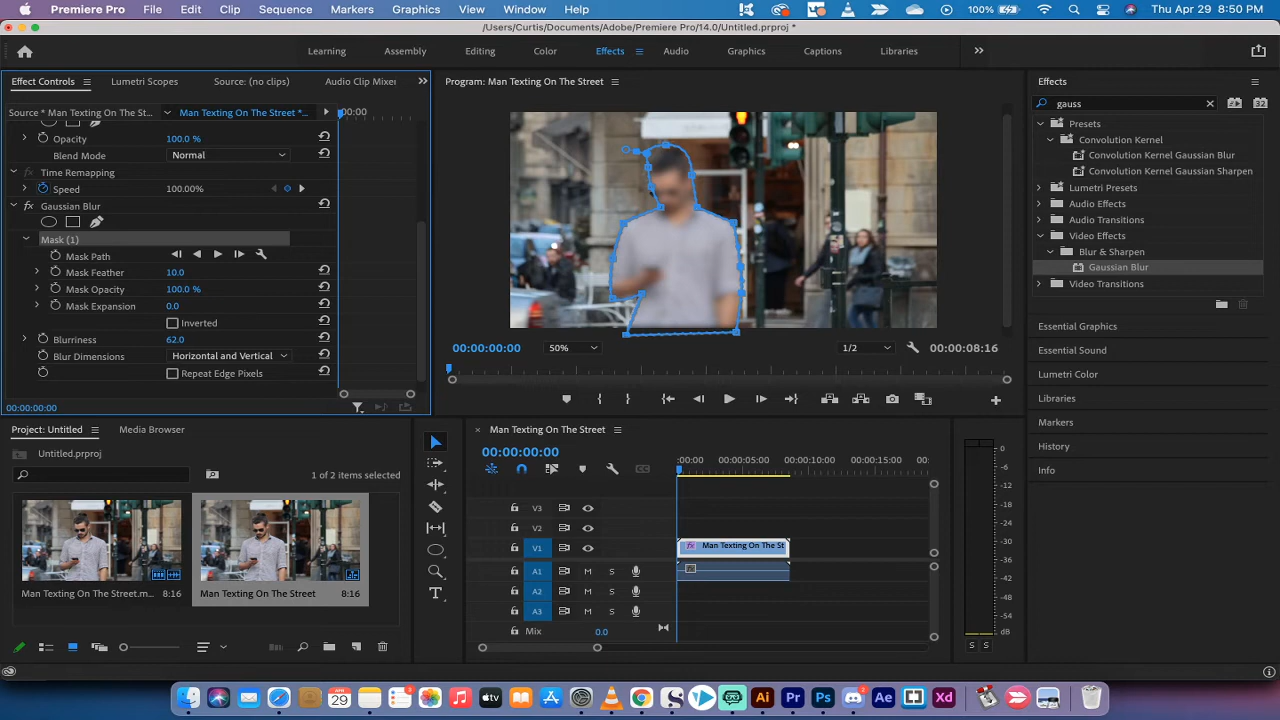 Premiere Pro File Edit Clip Sequence Markers Graphics View Window Help 100% Thu Apr 29 8:50 PM
/Users/Curtis/Documents/Adobe/Premiere Pro/14.0/Untitled.prproj *
Learning Assembly Editing Color Effects Audio Graphics Captions Libraries
Effect Controls Lumetri Scopes Source: (no clips) Audio Clip Mixer
Source * Man Texting On The St... Man Texting On The Street *... :00:00
Opacity 100.0 %
Blend Mode Normal
Time Remapping
Speed 100.00%
Gaussian Blur
Mask (1)
Mask Path
Mask Feather 10.0
Mask Opacity 100.0 %
Mask Expansion 0.0
Inverted
Blurriness 62.0
Blur Dimensions Horizontal and Vertical
Repeat Edge Pixels
00:00:00:00
Program: Man Texting On The Street
00:00:00:00 50% 1/2 00:00:08:16
Effects
gauss
32
Presets
Convolution Kernel
Convolution Kernel Gaussian Blur
Convolution Kernel Gaussian Sharpen
Lumetri Presets
Audio Effects
Audio Transitions
Video Effects
Blur & Sharpen
Gaussian Blur
Video Transitions
Essential Graphics
Essential Sound
Lumetri Color
Libraries
Markers
History
Info
Project: Untitled Media Browser
Untitled.prproj
1 of 2 items selected
Man Texting On The Street.m... 8:16
Man Texting On The Street 8:16
Man Texting On The Street
00:00:00:00
:00:00 00:00:05:00 00:00:10:00 00:00:15:00 00:
V3
V2
V1 fx Man Texting On The St
A1 M S
A2 M S
A3 M S
Mix 0.0
0
-6
-12
-18
-24
-30
-36
-42
-48
-54
dB
S S
APR
29
tv
Ai Pr Ps Ae Xd